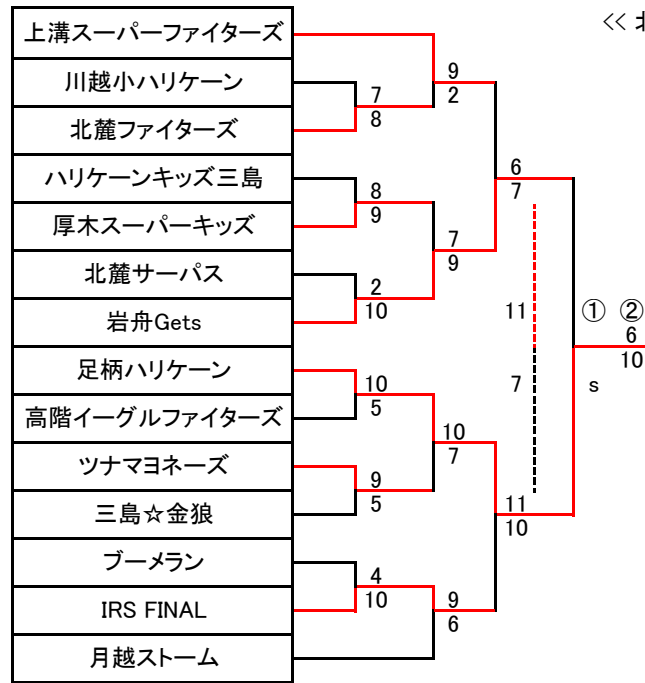 上溝スーパーファイターズ
川越小ハリケーン
北麓ファイターズ
ハリケーンキッズ三島
厚木スーパーキッズ
北麓サーパス
岩舟Gets
足柄ハリケーン
高階イーグルファイターズ
ツナマヨネーズ
三島☆金狼
ブーメラン
IRS FINAL
月越ストーム
7
8
8
9
2
10
10
5
9
5
4
10
9
2
7
9
10
7
9
6
6
7
11
10
11
7
① ②
6
10
s
<<